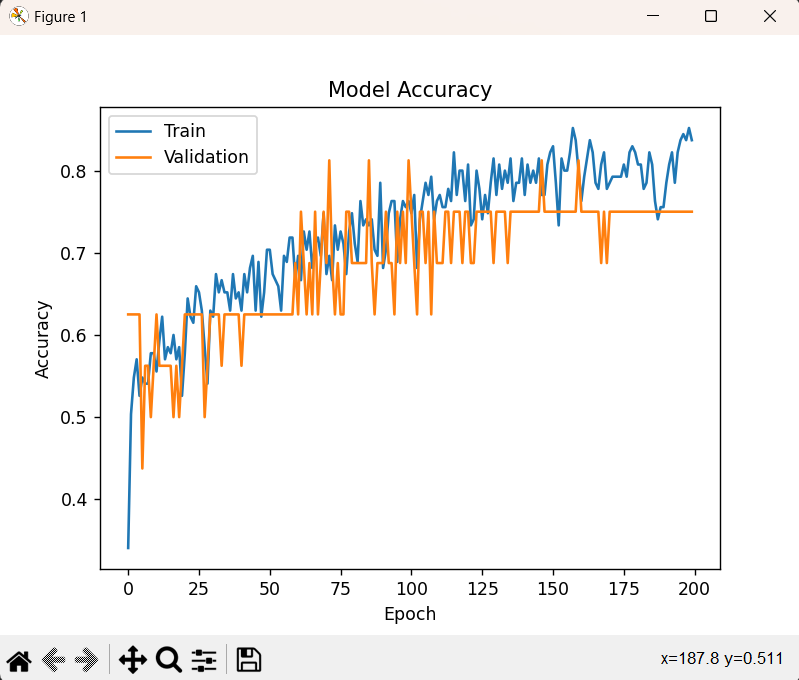 Figure 1
Model Accuracy
Train
Validation
0.8
0.7
0.6
0.5
0.4
Accuracy
0 25 50 75 100 125 150 175 200
Epoch
x=187.8 y=0.511